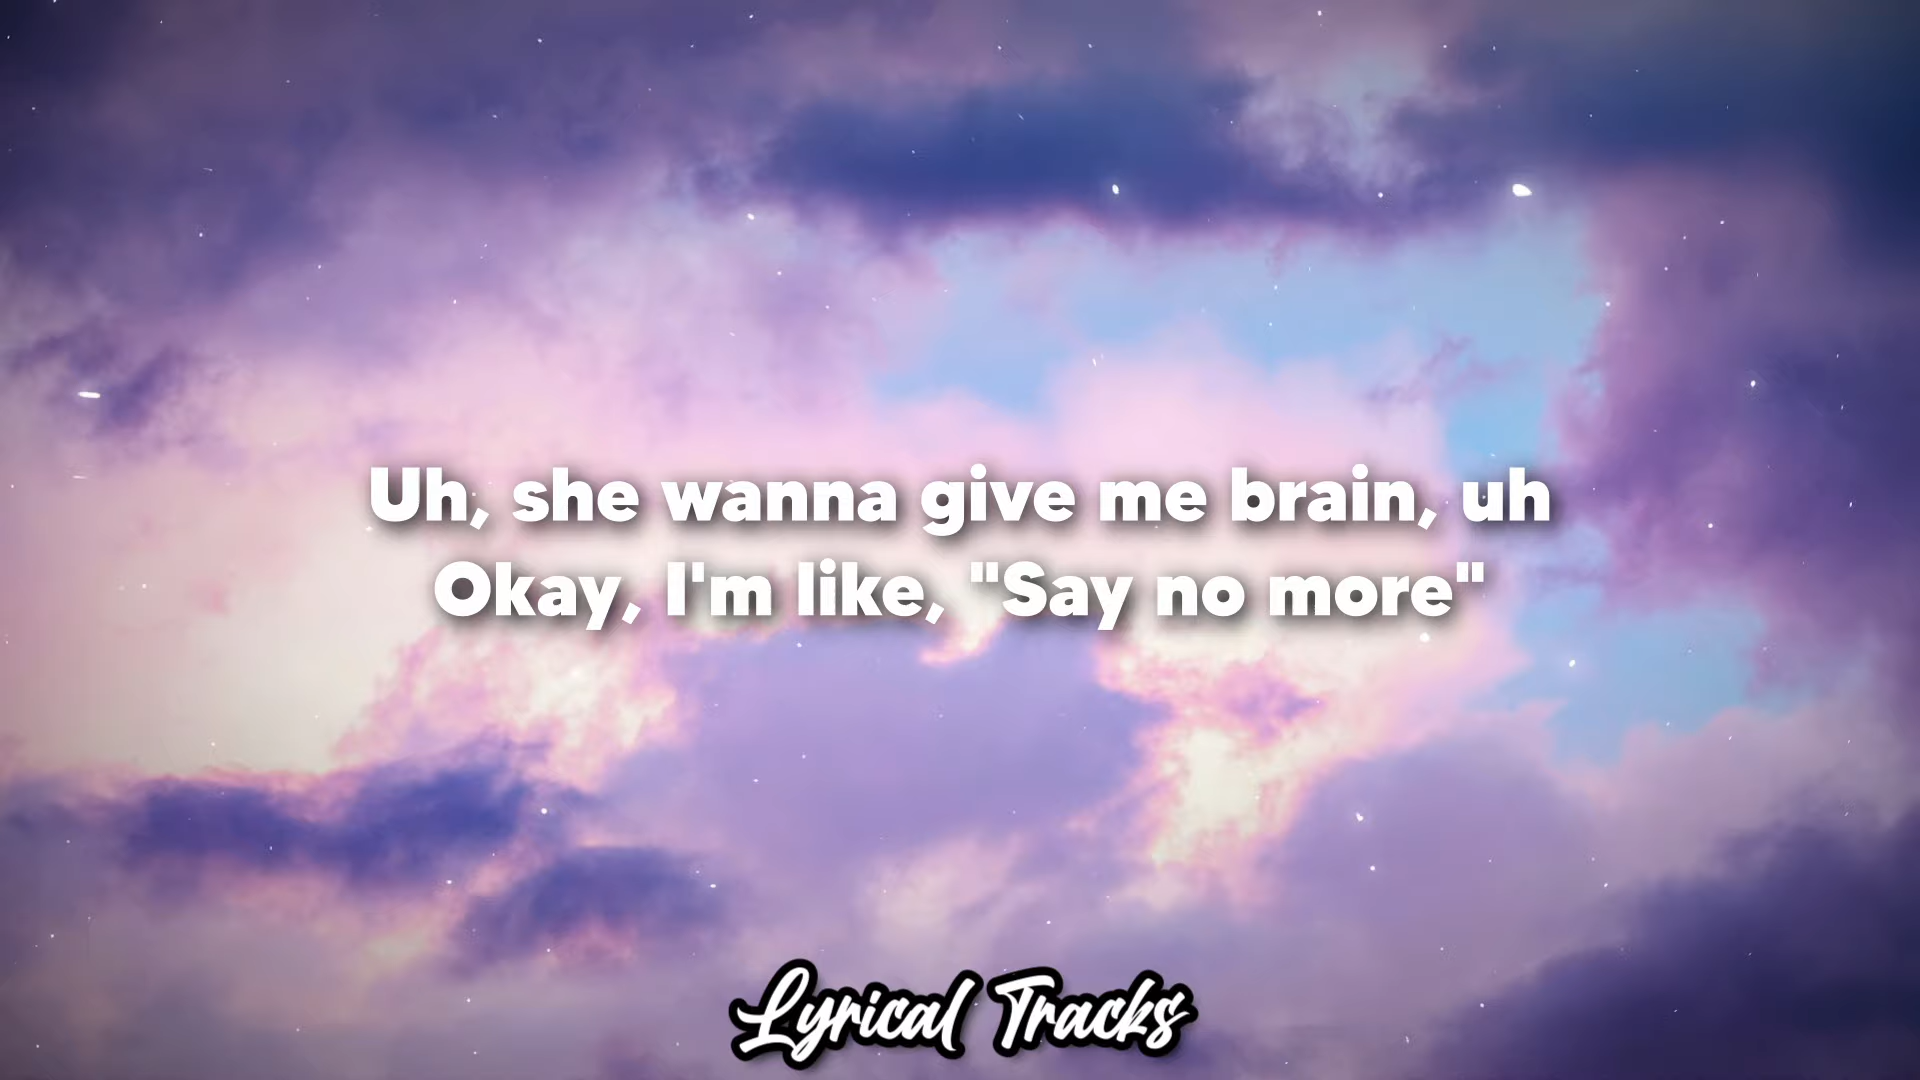 Uh, she wanna give me brain, uh
Okay, I'm like, "Say no more"
Lyrical Tracks